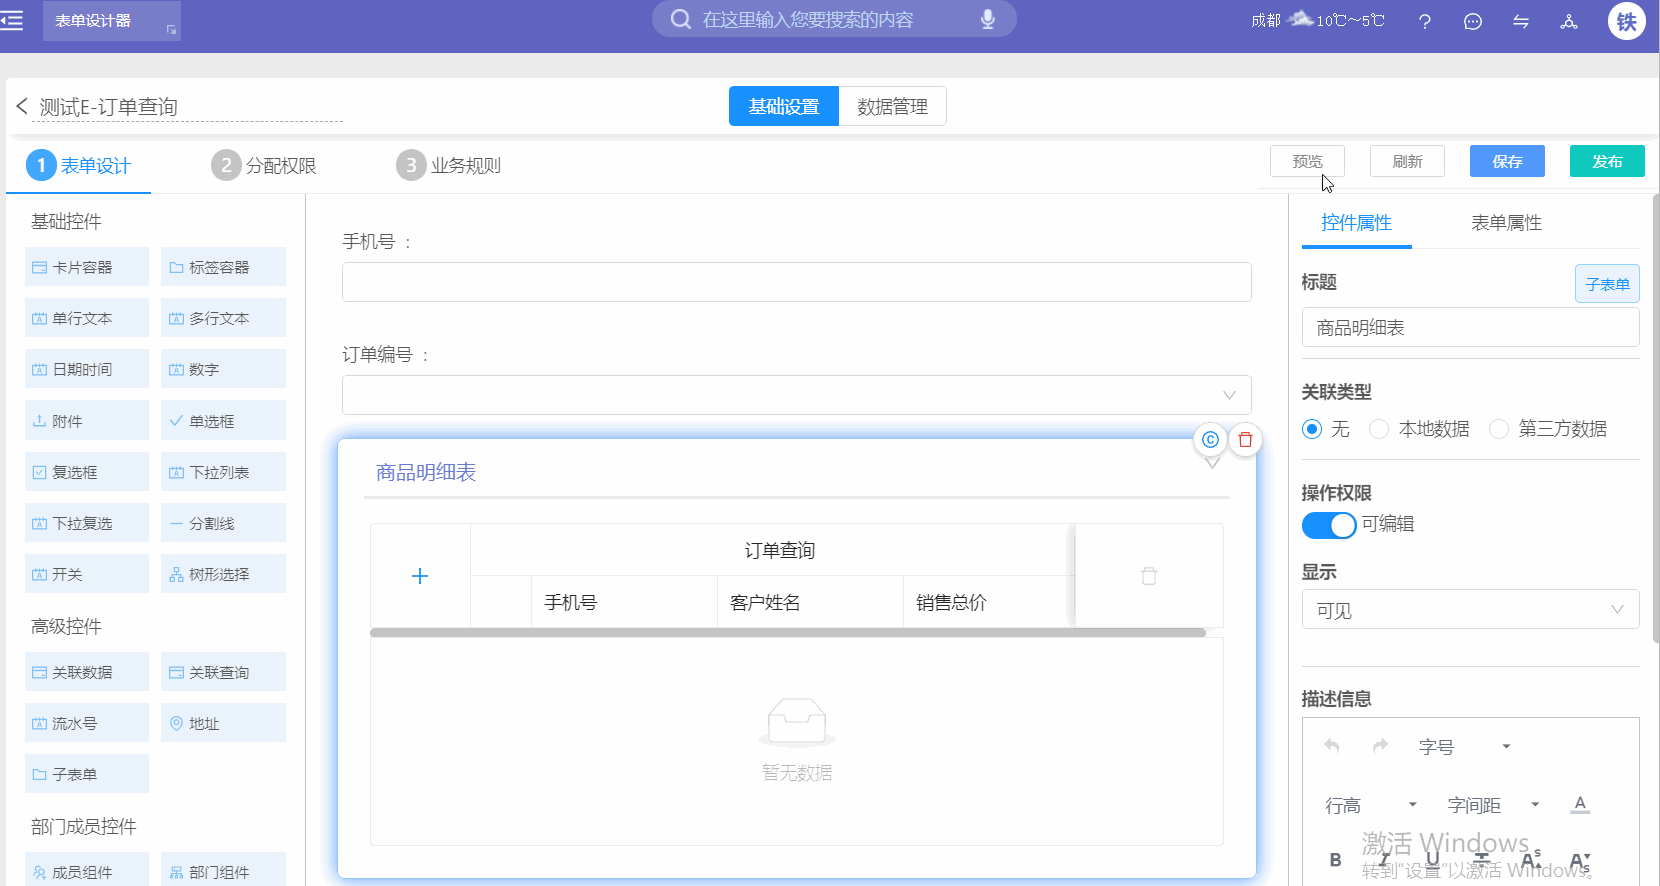 表单设计器
在这里输入您要搜索的内容
成都 10℃～5℃
铁
测试E-订单查询
基础设置 数据管理
1 表单设计 2 分配权限 3 业务规则
预览 刷新 保存 发布
基础控件
卡片容器 标签容器
单行文本 多行文本
日期时间 数字
附件 单选框
复选框 下拉列表
下拉复选 分割线
开关 树形选择
高级控件
关联数据 关联查询
流水号 地址
子表单
部门成员控件
成员组件 部门组件
手机号 :
订单编号 :
商品明细表
订单查询
手机号 客户姓名 销售总价
暂无数据
控件属性 表单属性
标题 子表单
商品明细表
关联类型
无 本地数据 第三方数据
操作权限
可编辑
显示
可见
描述信息
字号
行高 字间距 A
B I U
激活 Windows
转到“设置”以激活 Windows。